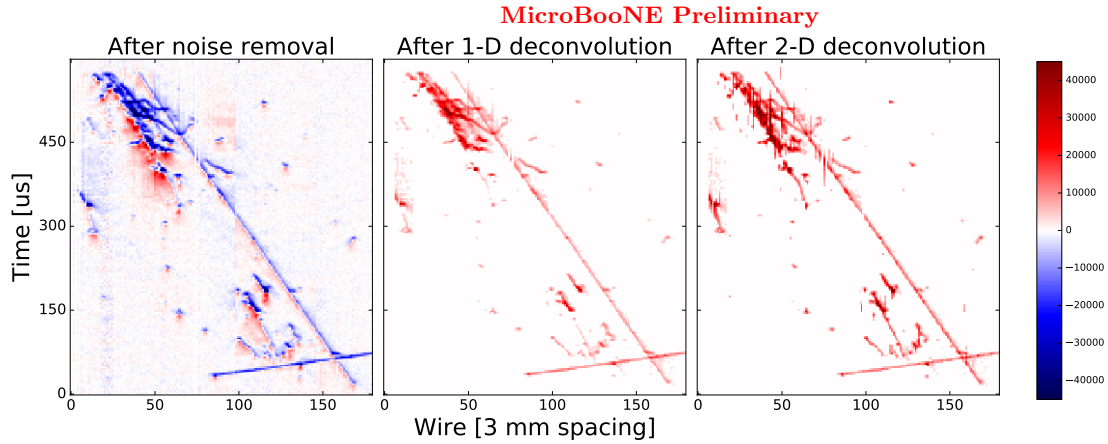 MicroBooNE Preliminary
After noise removal
After 1-D deconvolution
After 2-D deconvolution
Time [us]
450
300
150
0
0 50 100 150
0 50 100 150
0 50 100 150
Wire [3 mm spacing]
40000
30000
20000
10000
0
−10000
−20000
−30000
−40000